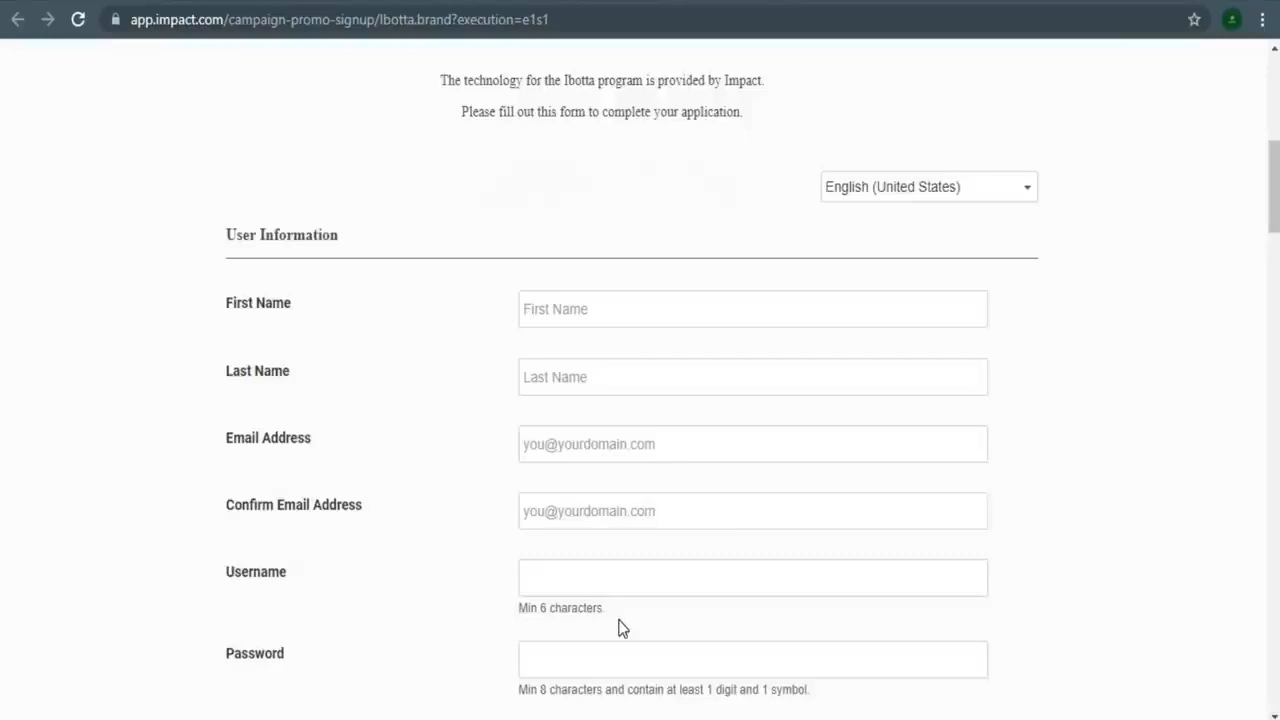 app.impact.com/campaign-promo-signup/Ibotta.brand?execution=e1s1
The technology for the Ibotta program is provided by Impact.
Please fill out this form to complete your application.
English (United States)
User Information
First Name
First Name
Last Name
Last Name
Email Address
you@yourdomain.com
Confirm Email Address
you@yourdomain.com
Username
Min 6 characters.
Password
Min 8 characters and contain at least 1 digit and 1 symbol.